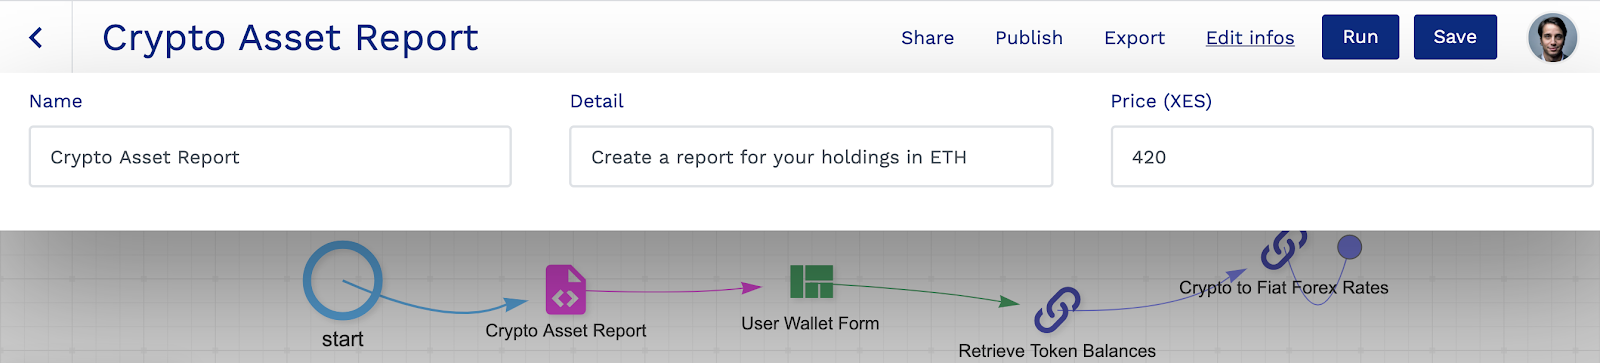 Crypto Asset Report
Share Publish Export Edit infos Run Save
Name Detail Price (XES)
Crypto Asset Report Create a report for your holdings in ETH 420
Crypto to Fiat Forex Rates
start Crypto Asset Report User Wallet Form
Retrieve Token Balances